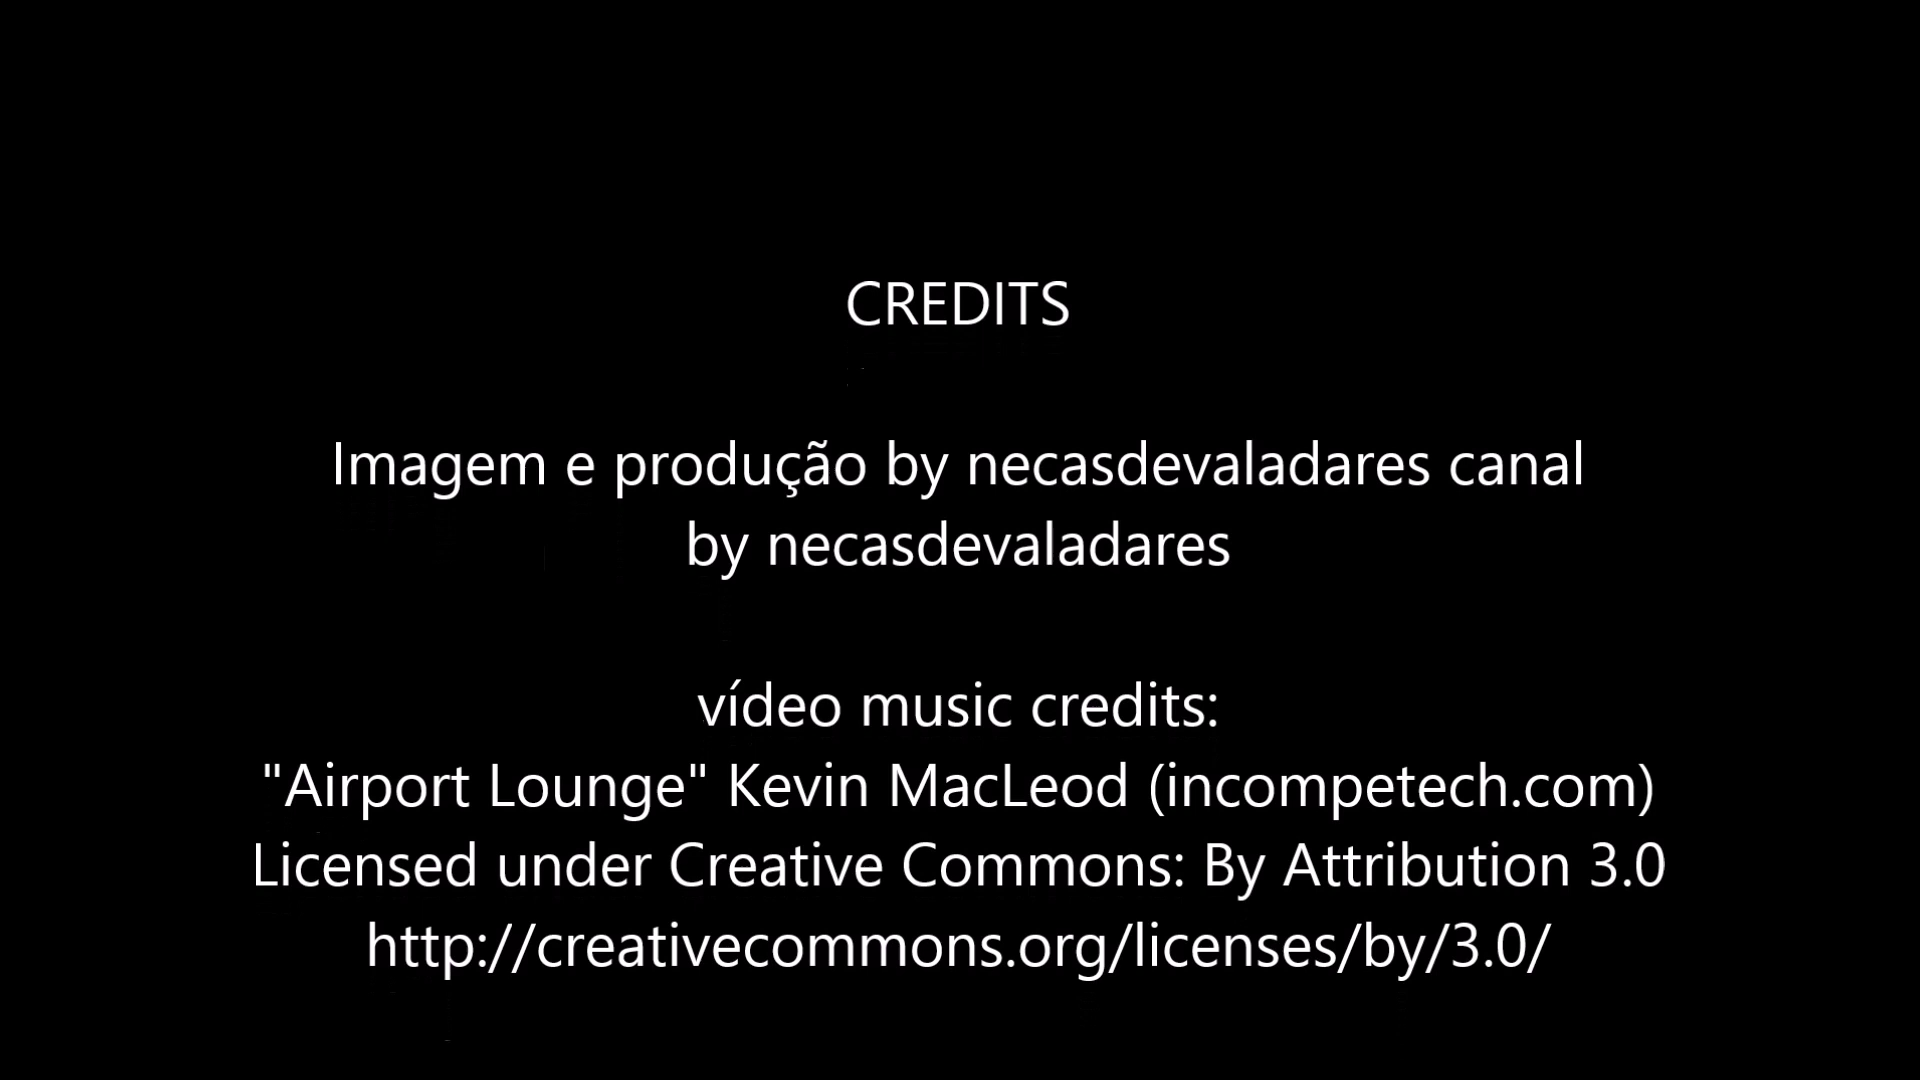 CREDITS
Imagem e produção by necasdevaladares canal
by necasdevaladares
vídeo music credits:
"Airport Lounge" Kevin MacLeod (incompetech.com)
Licensed under Creative Commons: By Attribution 3.0
http://creativecommons.org/licenses/by/3.0/